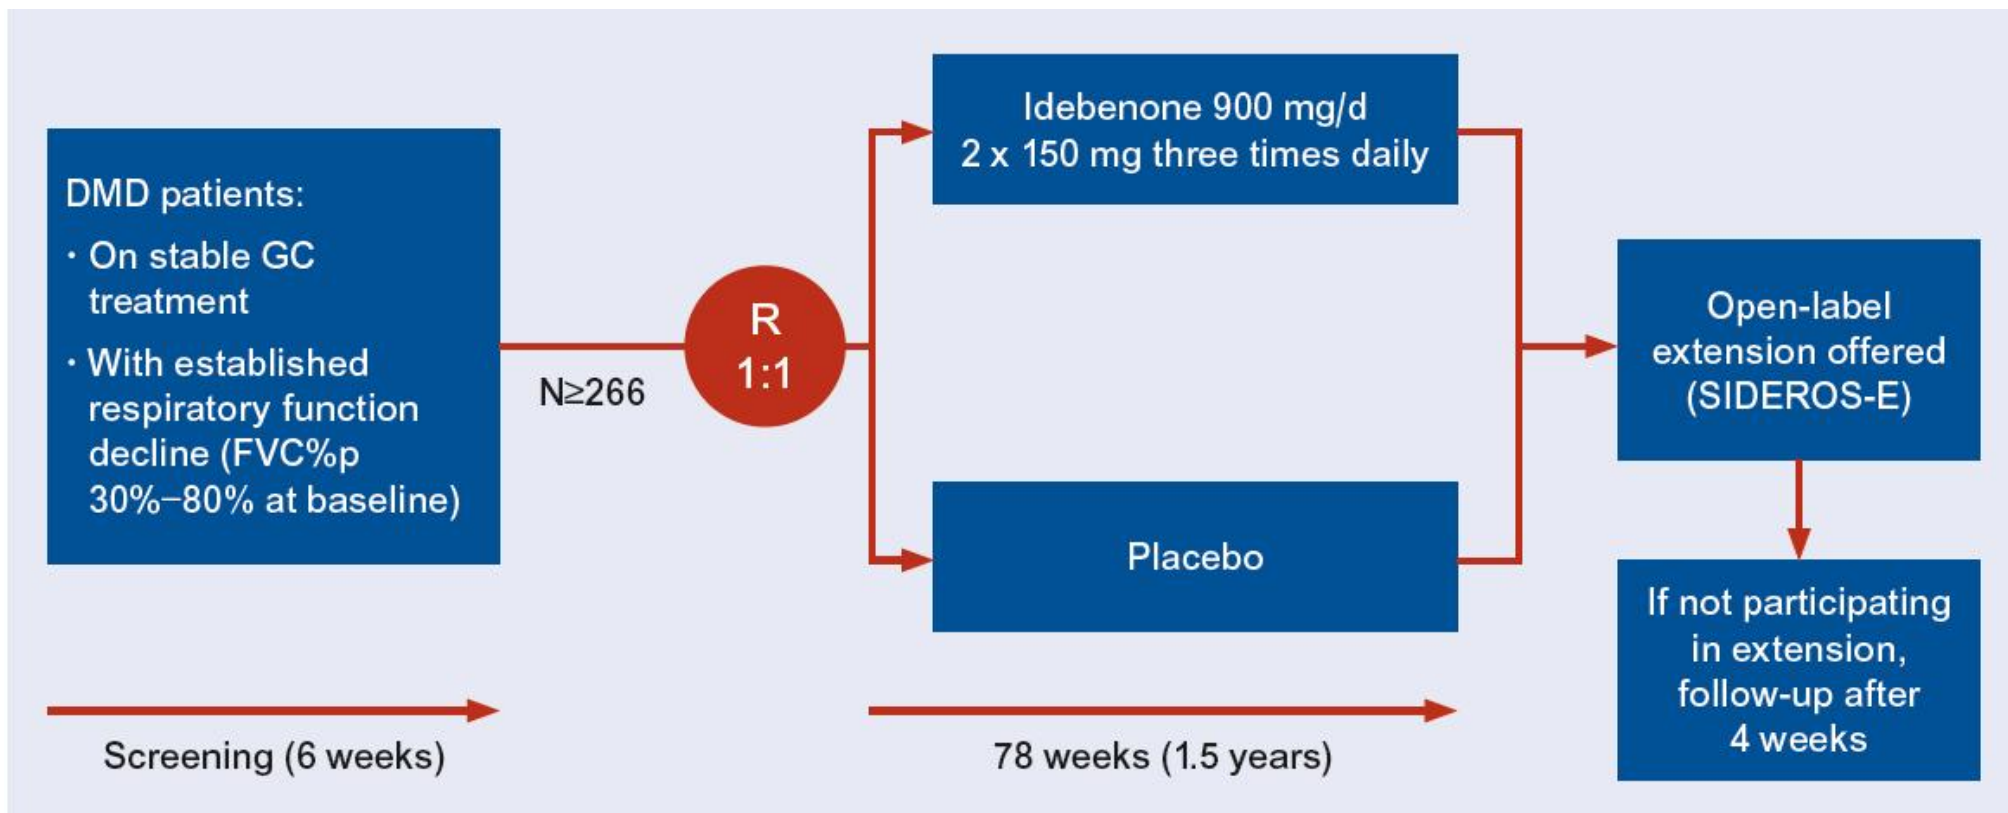 DMD patients:
· On stable GC
treatment
· With established
respiratory function
decline (FVC%p
30%–80% at baseline)
Screening (6 weeks)
N≥266
R
1:1
Idebenone 900 mg/d
2 x 150 mg three times daily
Placebo
78 weeks (1.5 years)
Open-label
extension offered
(SIDEROS-E)
If not participating
in extension,
follow-up after
4 weeks